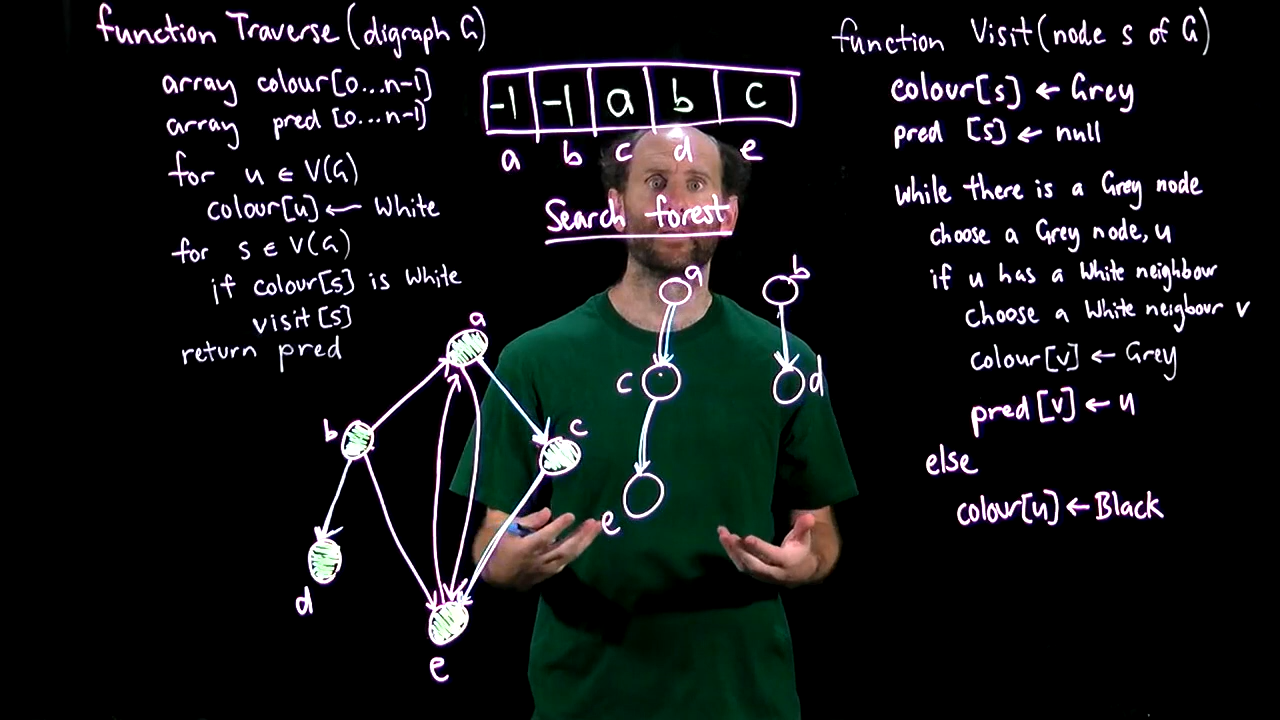 function Traverse (digraph G)
array colour [0...n-1]
array pred [0...n-1]
for u ∈ V(G)
colour[u] ← White
for s ∈ V(G)
if colour[s] is White
visit [s]
return pred
-1 -1 a b c
a b c d e
Search forest
a b
c d
e
a
b c
d
e
function Visit (node s of G)
colour[s] ← Grey
pred [s] ← null
while there is a Grey node
choose a Grey node, u
if u has a White neighbour
choose a White neigbour v
colour[v] ← Grey
pred [v] ← u
else
colour[u] ← Black